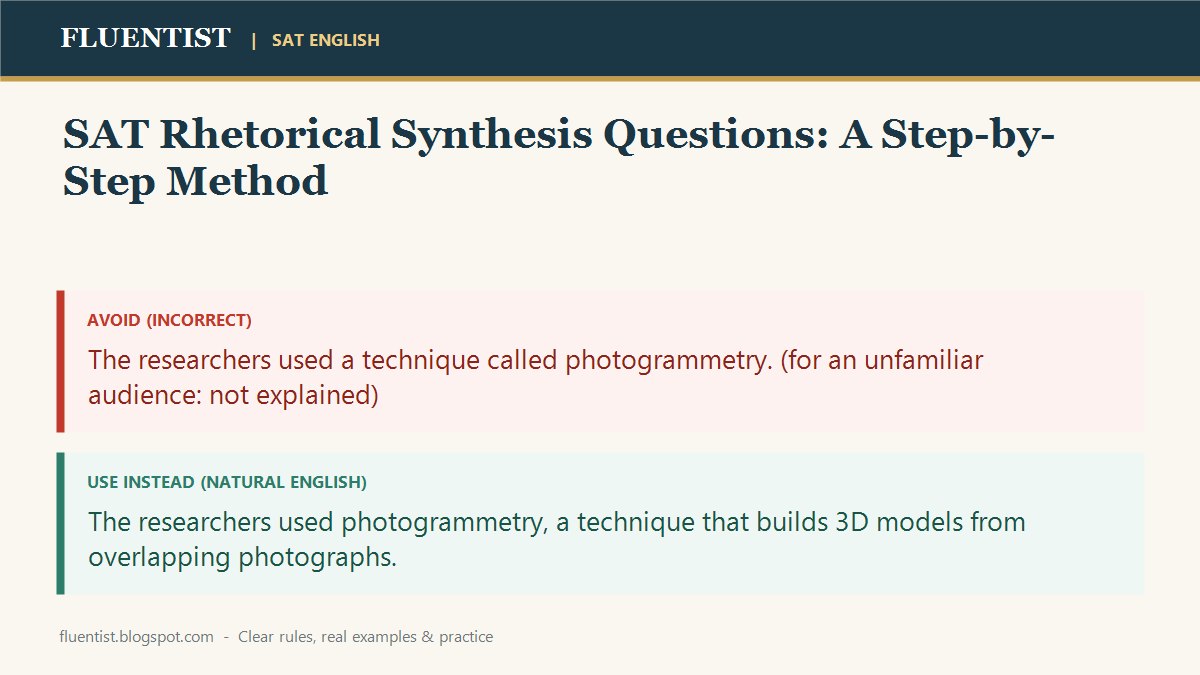 FLUENTIST | SAT ENGLISH
SAT Rhetorical Synthesis Questions: A Step-by-
Step Method
AVOID (INCORRECT)
The researchers used a technique called photogrammetry. (for an unfamiliar
audience: not explained)
USE INSTEAD (NATURAL ENGLISH)
The researchers used photogrammetry, a technique that builds 3D models from
overlapping photographs.
fluentist.blogspot.com - Clear rules, real examples & practice